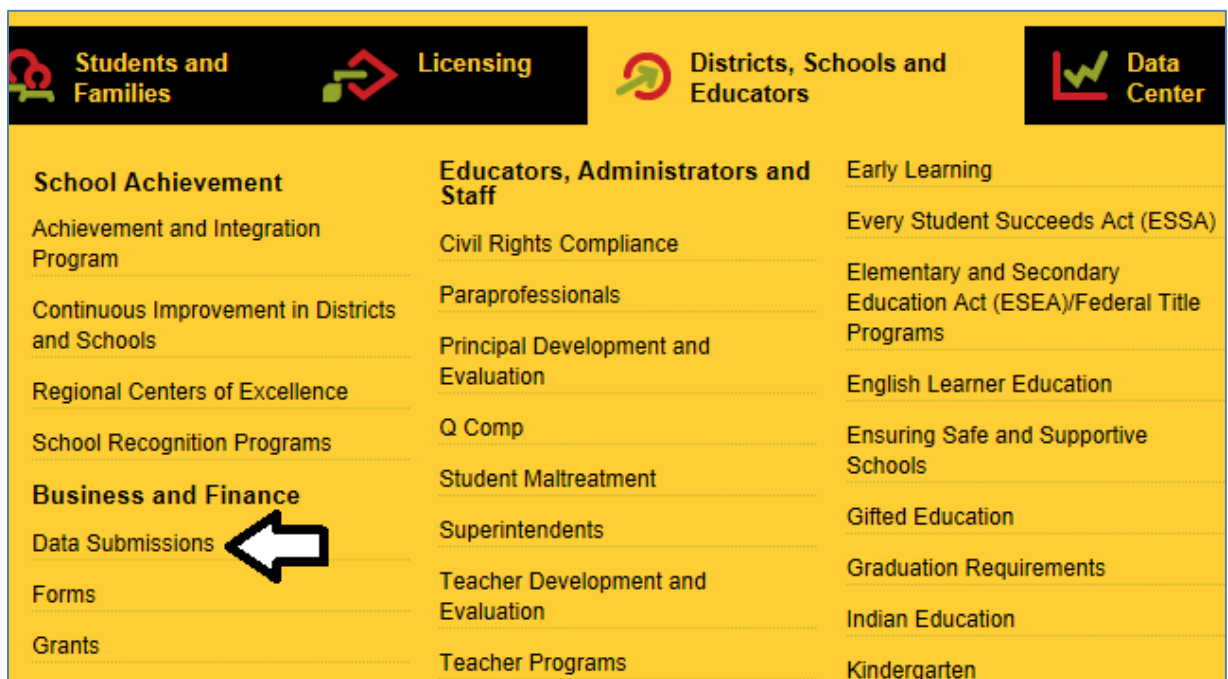 Students and
Families
Licensing
Districts, Schools and
Educators
Data
Center
School Achievement
Achievement and Integration
Program
Continuous Improvement in Districts
and Schools
Regional Centers of Excellence
School Recognition Programs
Business and Finance
Data Submissions
Forms
Grants
Educators, Administrators and
Staff
Civil Rights Compliance
Paraprofessionals
Principal Development and
Evaluation
Q Comp
Student Maltreatment
Superintendents
Teacher Development and
Evaluation
Teacher Programs
Early Learning
Every Student Succeeds Act (ESSA)
Elementary and Secondary
Education Act (ESEA)/Federal Title
Programs
English Learner Education
Ensuring Safe and Supportive
Schools
Gifted Education
Graduation Requirements
Indian Education
Kindergarten